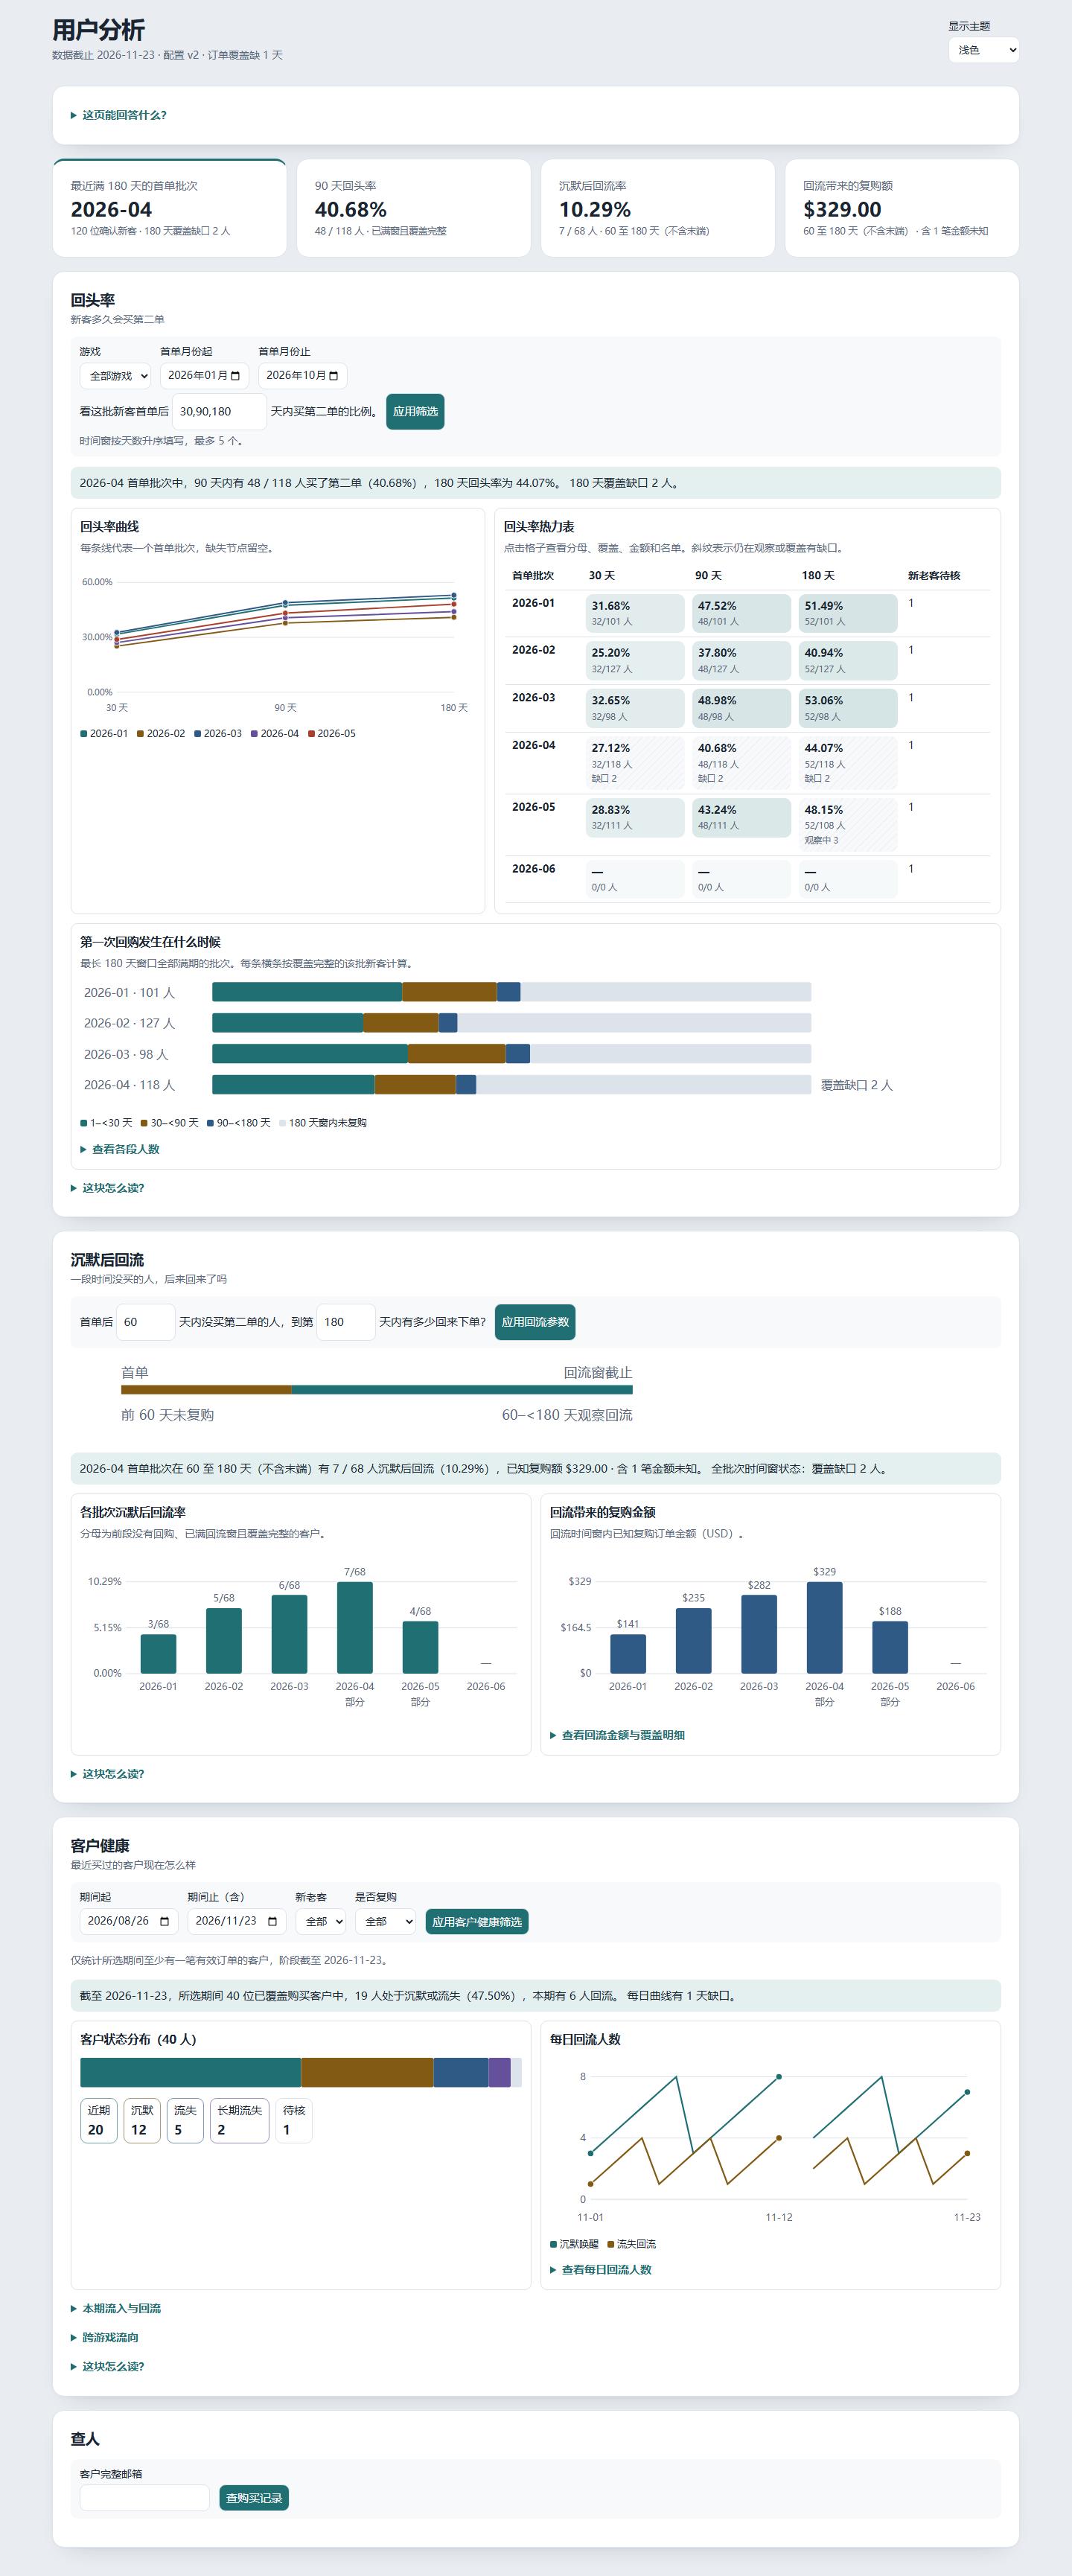 用户分析
数据截止 2026-11-23 · 配置 v2 · 订单覆盖缺 1 天
显示主题
浅色
这页能回答什么?
最近满 180 天的首单批次
2026-04
120 位确认新客 · 180 天覆盖缺口 2 人
90 天回头率
40.68%
48 / 118 人 · 已满窗且覆盖完整
沉默后回流率
10.29%
7 / 68 人 · 60 至 180 天（不含末端）
回流带来的复购额
$329.00
60 至 180 天（不含末端） · 含 1 笔金额未知
回头率
新客多久会买第二单
游戏
首单月份起
首单月份止
全部游戏
2026年01月
2026年10月
看这批新客首单后 30,90,180 天内买第二单的比例。 应用筛选
时间窗按天数升序填写，最多 5 个。
2026-04 首单批次中，90 天内有 48 / 118 人买了第二单（40.68%），180 天回头率为 44.07%。 180 天覆盖缺口 2 人。
回头率曲线
每条线代表一个首单批次，缺失节点留空。
60.00%
30.00%
0.00%
30 天
90 天
180 天
2026-01 2026-02 2026-03 2026-04 2026-05
回头率热力表
点击格子查看分母、覆盖、金额和名单。斜纹表示仍在观察或覆盖有缺口。
首单批次 30 天 90 天 180 天 新老客待核
2026-01 31.68% 47.52% 51.49% 1
32/101 人 48/101 人 52/101 人
2026-02 25.20% 37.80% 40.94% 1
32/127 人 48/127 人 52/127 人
2026-03 32.65% 48.98% 53.06% 1
32/98 人 48/98 人 52/98 人
2026-04 27.12% 40.68% 44.07% 1
32/118 人 48/118 人 52/118 人
缺口 2 缺口 2 缺口 2
2026-05 28.83% 43.24% 48.15% 1
32/111 人 48/111 人 52/108 人
观察中 3
2026-06 — — — 1
0/0 人 0/0 人 0/0 人
第一次回购发生在什么时候
最长 180 天窗口全部满期的批次。每条横条按覆盖完整的该批新客计算。
2026-01 · 101 人
2026-02 · 127 人
2026-03 · 98 人
2026-04 · 118 人 覆盖缺口 2 人
1–<30 天 30–<90 天 90–<180 天 180 天窗内未复购
查看各段人数
这块怎么读?
沉默后回流
一段时间没买的人，后来回来了吗
首单后 60 天内没买第二单的人，到第 180 天内有多少回来下单? 应用回流参数
首单 回流窗截止
前 60 天未复购 60–<180 天观察回流
2026-04 首单批次在 60 至 180 天（不含末端）有 7 / 68 人沉默后回流（10.29%），已知复购额 $329.00 · 含 1 笔金额未知。 全批次时间窗状态：覆盖缺口 2 人。
各批次沉默后回流率
分母为前段没有回购、已满回流窗且覆盖完整的客户。
10.29%
5.15%
0.00%
3/68 5/68 6/68 7/68 4/68 —
2026-01 2026-02 2026-03 2026-04 2026-05 2026-06
部分 部分
回流带来的复购金额
回流时间窗内已知复购订单金额（USD）。
$329
$164.5
$0
$141 $235 $282 $329 $188 —
2026-01 2026-02 2026-03 2026-04 2026-05 2026-06
部分 部分
查看回流金额与覆盖明细
这块怎么读?
客户健康
最近买过的客户现在怎么样
期间起 期间止（含） 新老客 是否复购
2026/08/26 2026/11/23 全部 全部 应用客户健康筛选
仅统计所选期间至少有一笔有效订单的客户，阶段截至 2026-11-23。
截至 2026-11-23，所选期间 40 位已覆盖购买客户中，19 人处于沉默或流失（47.50%），本期有 6 人回流。 每日曲线有 1 天缺口。
客户状态分布（40 人）
近期 沉默 流失 长期流失 待核
20 12 5 2 1
每日回流人数
8
4
0
11-01 11-12 11-23
沉默唤醒 流失回流
查看每日回流人数
本期流入与回流
跨游戏流向
这块怎么读?
查人
客户完整邮箱
查购买记录